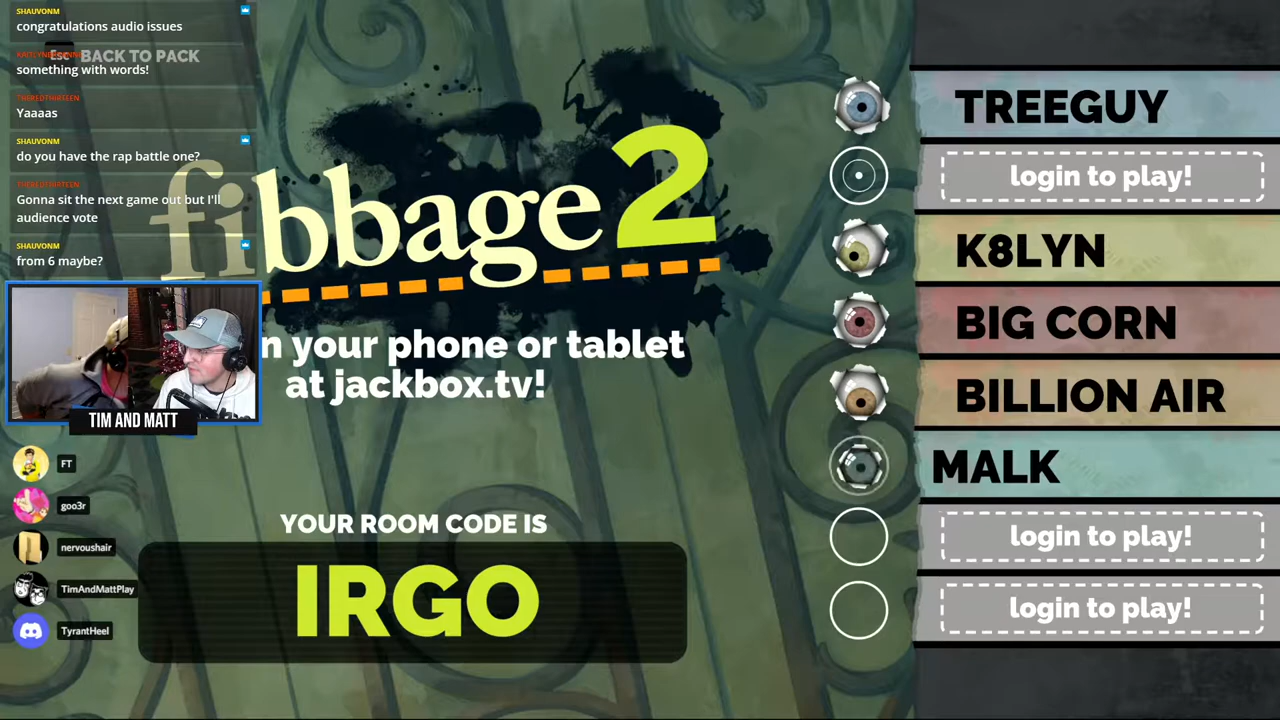 SHAUVONM
congratulations audio issues
Esc BACK TO PACK
something with words!
THEREDTHIRTEEN
Yaaaas
SHAUVONM
do you have the rap battle one?
THEREDTHIRTEEN
Gonna sit the next game out but I'll
audience vote
SHAUVONM
from 6 maybe?
fibbage 2
n your phone or tablet
at jackbox.tv!
TIM AND MATT
FT
goo3r
nervoushair
TimAndMattPlay
TyrantHeel
YOUR ROOM CODE IS
IRGO
TREEGUY
login to play!
K8LYN
BIG CORN
BILLION AIR
MALK
login to play!
login to play!